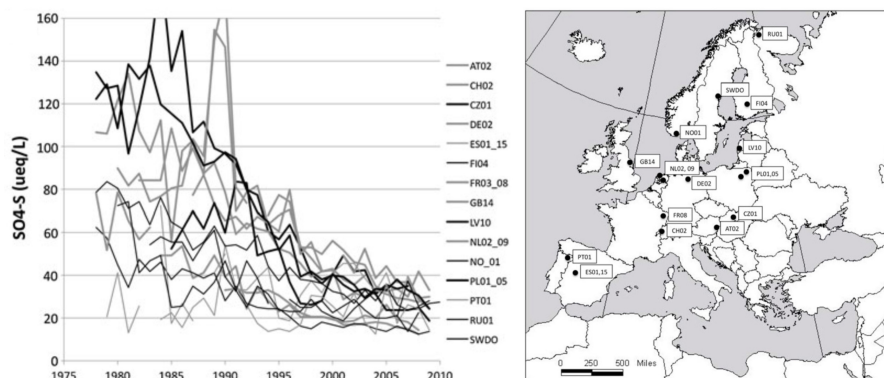 SO4-S (ueq/L)
160
140
120
100
80
60
40
20
0
1975
1980
1985
1990
1995
2000
2005
2010
AT02
CH02
CZ01
DE02
ES01_15
FI04
FR03_08
GB14
LV10
NL02_09
NO_01
PL01_05
PT01
RU01
SWDO
RU01
SWDO
FI04
NO01
LV10
GB14
NL02, 09
PL01,05
DE02
FR08
CZ01
CH02
AT02
PT01
ES01,15
0 250 500 Miles